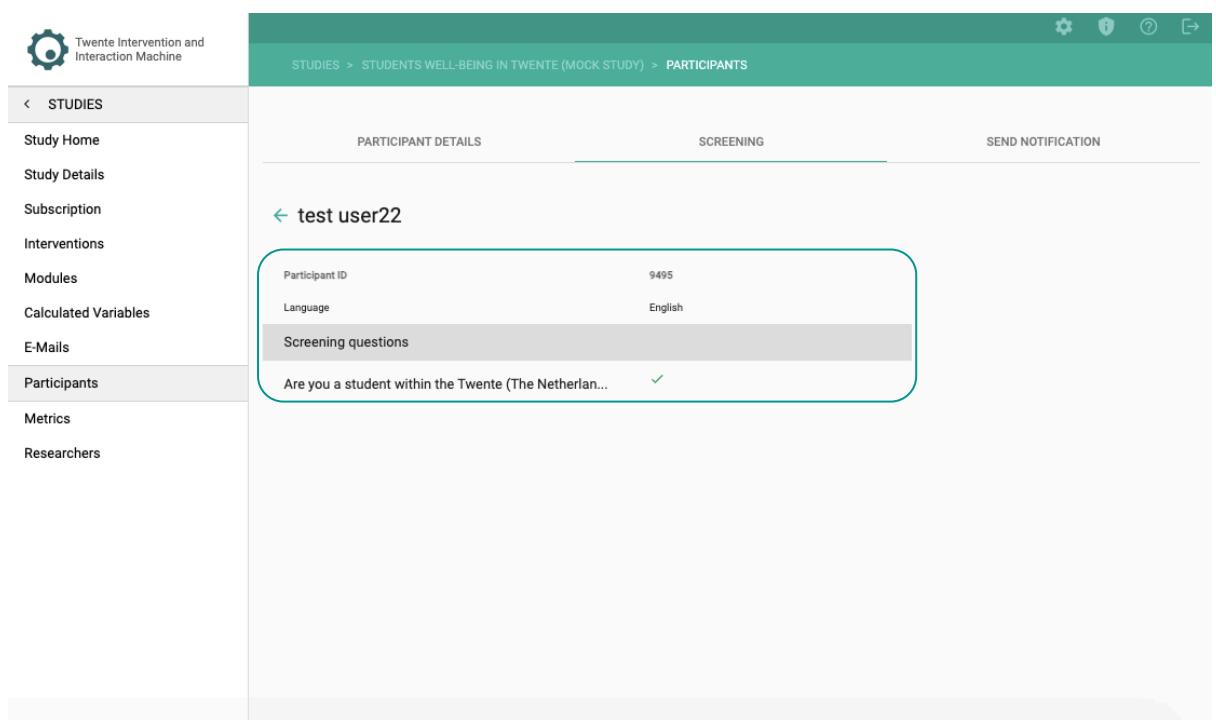 Twente Intervention and
Interaction Machine
STUDIES > STUDENTS WELL-BEING IN TWENTE (MOCK STUDY) > PARTICIPANTS
< STUDIES
Study Home
Study Details
Subscription
Interventions
Modules
Calculated Variables
E-Mails
Participants
Metrics
Researchers
PARTICIPANT DETAILS SCREENING SEND NOTIFICATION
← test user22
Participant ID 9495
Language English
Screening questions
Are you a student within the Twente (The Netherlan... ✓